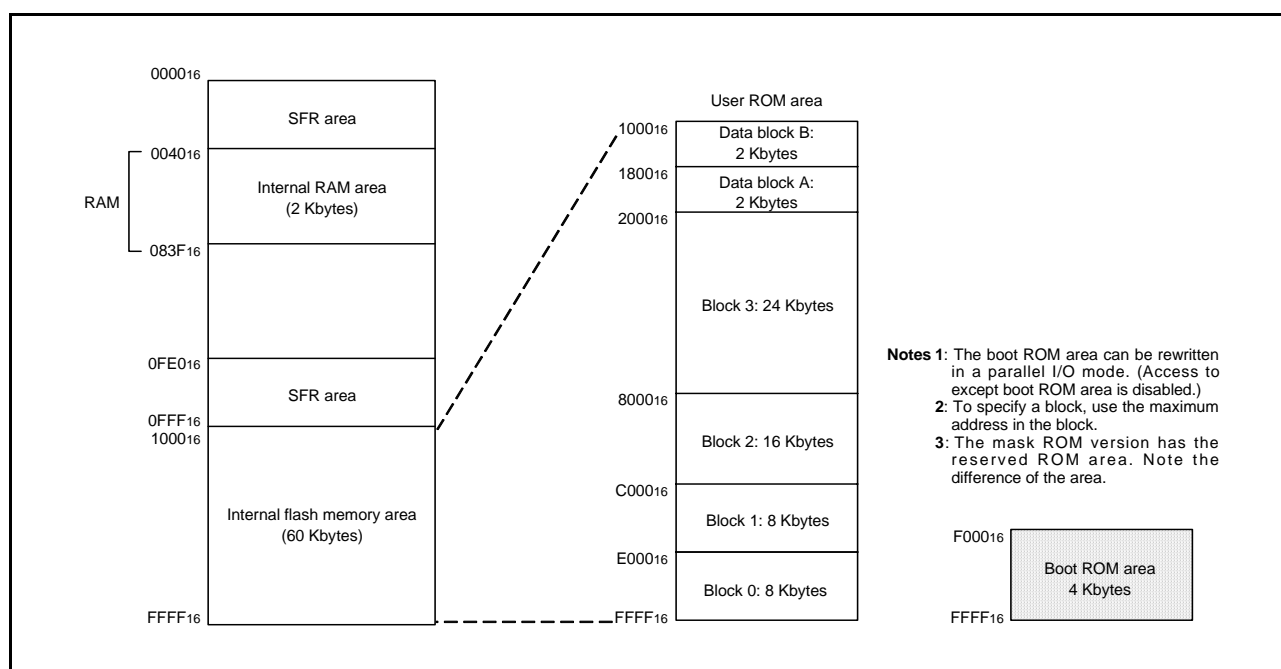 000016
SFR area
004016
RAM
Internal RAM area
(2 Kbytes)
083F16
0FE016
SFR area
0FFF16
100016
Internal flash memory area
(60 Kbytes)
FFFF16
User ROM area
100016
Data block B:
2 Kbytes
180016
Data block A:
2 Kbytes
200016
Block 3: 24 Kbytes
800016
Block 2: 16 Kbytes
C00016
Block 1: 8 Kbytes
E00016
Block 0: 8 Kbytes
FFFF16
Notes 1: The boot ROM area can be rewritten
in a parallel I/O mode. (Access to
except boot ROM area is disabled.)
2: To specify a block, use the maximum
address in the block.
3: The mask ROM version has the
reserved ROM area. Note the
difference of the area.
F00016
Boot ROM area
4 Kbytes
FFFF16